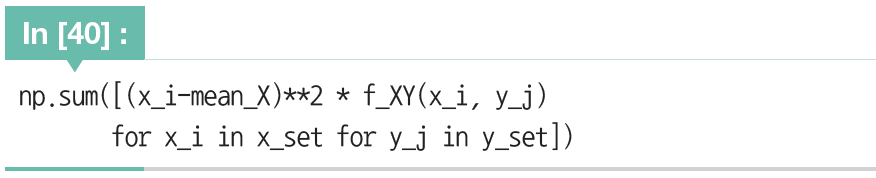 In [40] :
np.sum([(x_i-mean_X)**2 * f_XY(x_i, y_j)
for x_i in x_set for y_j in y_set])